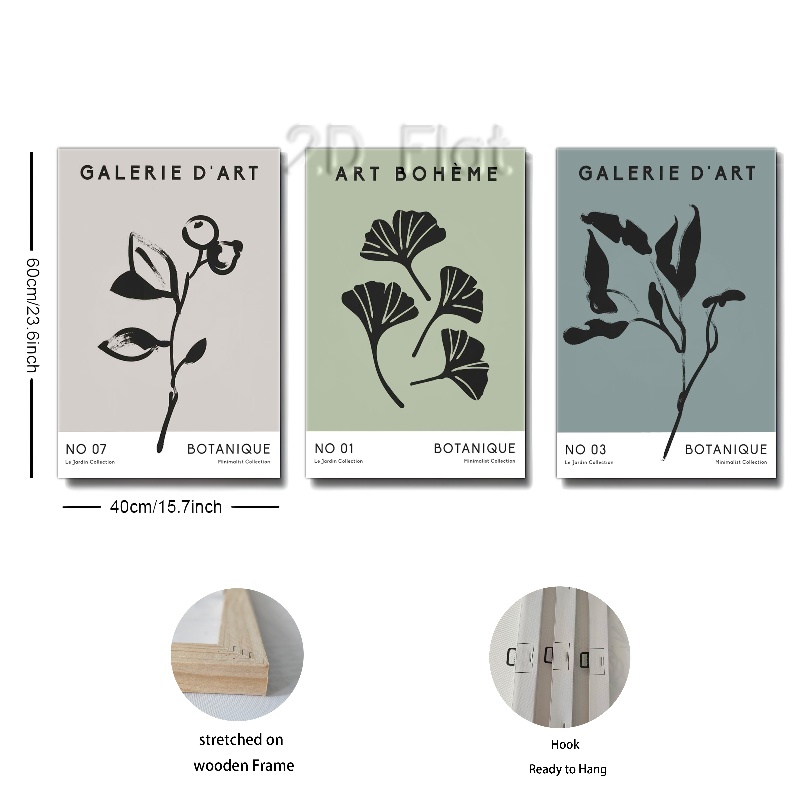 2D Flat
GALERIE D'ART
ART BOHÈME
GALERIE D'ART
60cm/23.6inch
NO 07
BOTANIQUE
Le Jardin Collection
Minimalist Collection
NO 01
BOTANIQUE
Le Jardin Collection
Minimalist Collection
NO 03
BOTANIQUE
Le Jardin Collection
Minimalist Collection
40cm/15.7inch
stretched on
wooden Frame
Hook
Ready to Hang